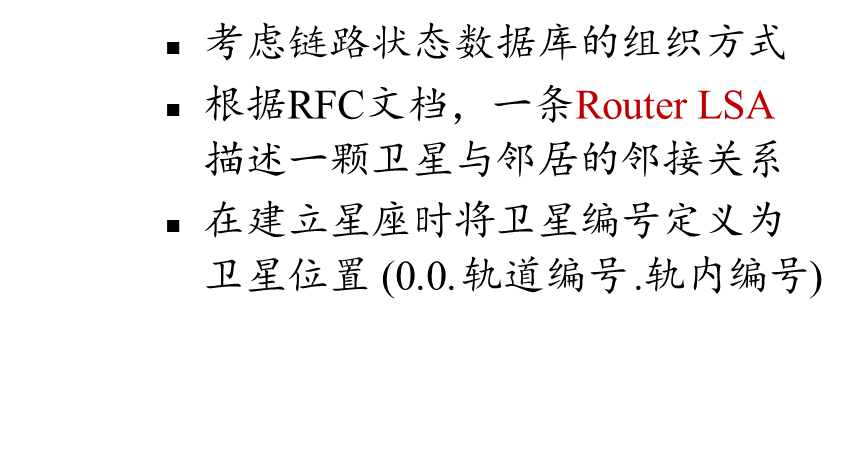 ▪ 考虑链路状态数据库的组织方式
▪ 根据RFC文档，一条Router LSA
描述一颗卫星与邻居的邻接关系
▪ 在建立星座时将卫星编号定义为
卫星位置 (0.0.轨道编号.轨内编号)